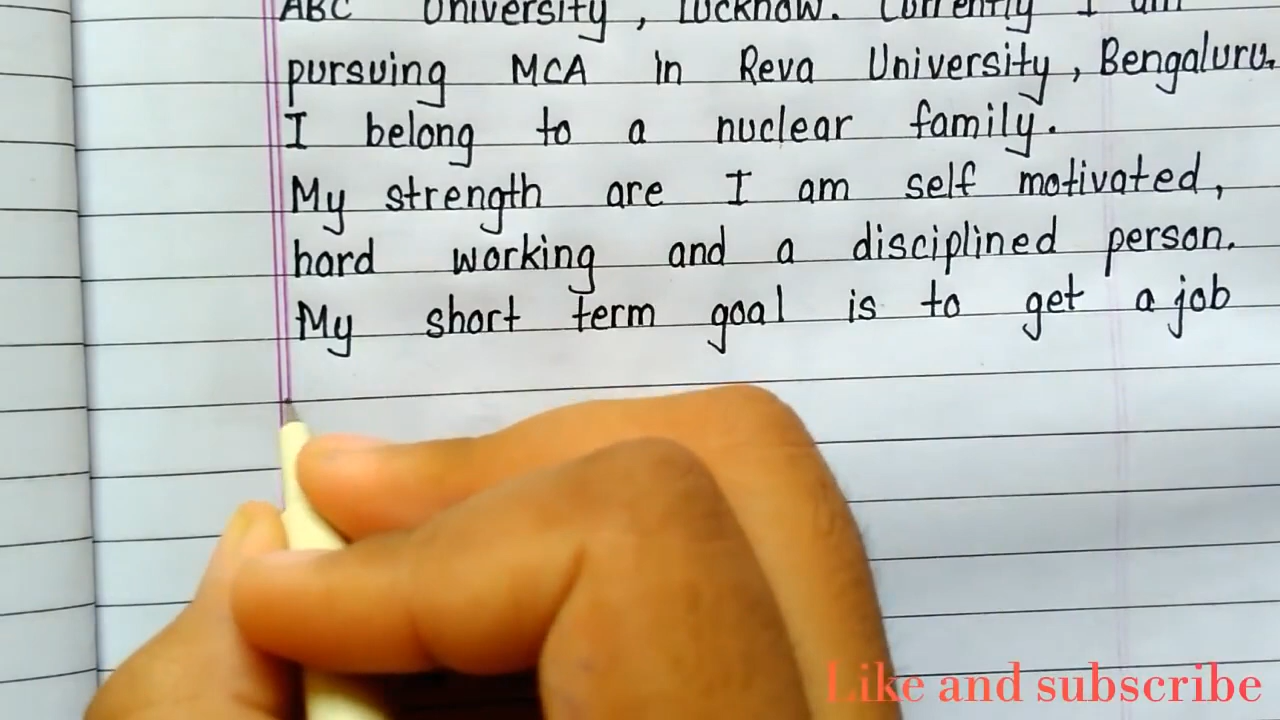 ABC University, Lucknow. Currently I am
pursuing MCA in Reva University, Bengaluru.
I belong to a nuclear family.
My strength are I am self motivated,
hard working and a disciplined person.
My short term goal is to get a job
Like and subscribe